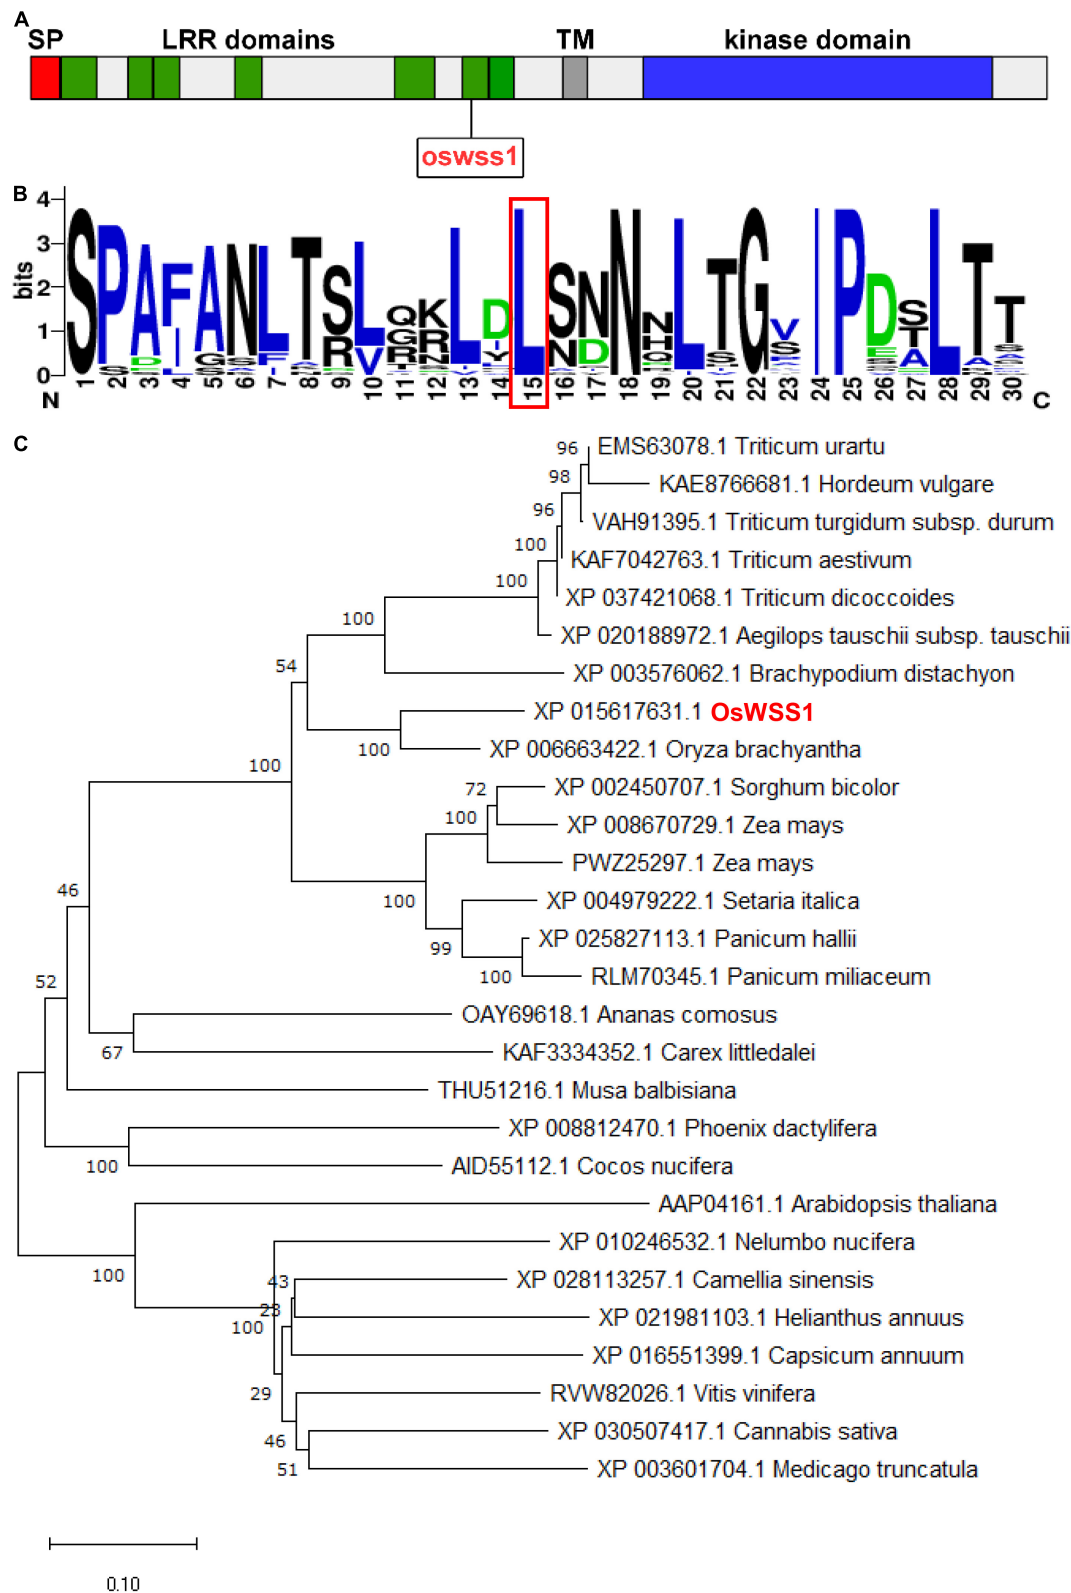 A
SP LRR domains TM kinase domain
oswss1
B
4
3
2
1
0
bits
1 2 3 4 5 6 7 8 9 10 11 12 13 14 15 16 17 18 19 20 21 22 23 24 25 26 27 28 29 30
N C
C
96 EMS63078.1 Triticum urartu
98 KAE8766681.1 Hordeum vulgare
96 VAH91395.1 Triticum turgidum subsp. durum
100 KAF7042763.1 Triticum aestivum
100 XP 037421068.1 Triticum dicoccoides
100 XP 020188972.1 Aegilops tauschii subsp. tauschii
54 XP 003576062.1 Brachypodium distachyon
XP 015617631.1 OsWSS1
100 XP 006663422.1 Oryza brachyantha
100
72 XP 002450707.1 Sorghum bicolor
100 XP 008670729.1 Zea mays
PWZ25297.1 Zea mays
46 100 XP 004979222.1 Setaria italica
99 XP 025827113.1 Panicum hallii
52 100 RLM70345.1 Panicum miliaceum
OAY69618.1 Ananas comosus
67 KAF3334352.1 Carex littledalei
THU51216.1 Musa balbisiana
XP 008812470.1 Phoenix dactylifera
100 AID55112.1 Cocos nucifera
AAP04161.1 Arabidopsis thaliana
XP 010246532.1 Nelumbo nucifera
100 43 XP 028113257.1 Camellia sinensis
23 XP 021981103.1 Helianthus annuus
100
XP 016551399.1 Capsicum annuum
29 RVW82026.1 Vitis vinifera
46 XP 030507417.1 Cannabis sativa
51 XP 003601704.1 Medicago truncatula
0.10